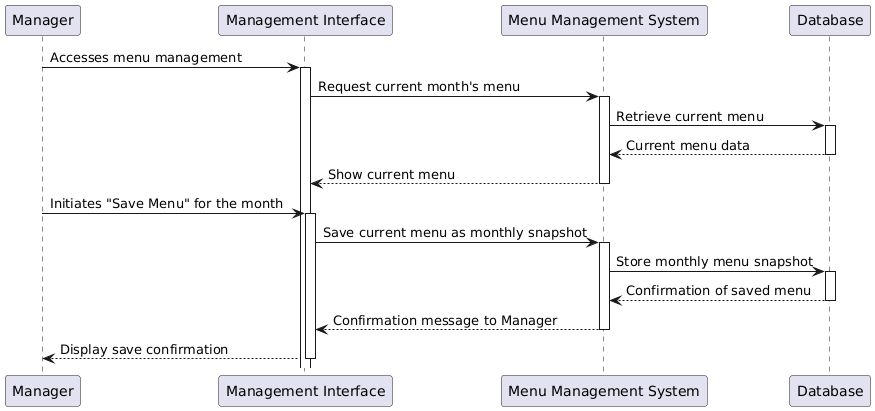 Manager Management Interface Menu Management System Database
Accesses menu management
Request current month's menu
Retrieve current menu
Current menu data
Show current menu
Initiates "Save Menu" for the month
Save current menu as monthly snapshot
Store monthly menu snapshot
Confirmation of saved menu
Confirmation message to Manager
Display save confirmation
Manager Management Interface Menu Management System Database